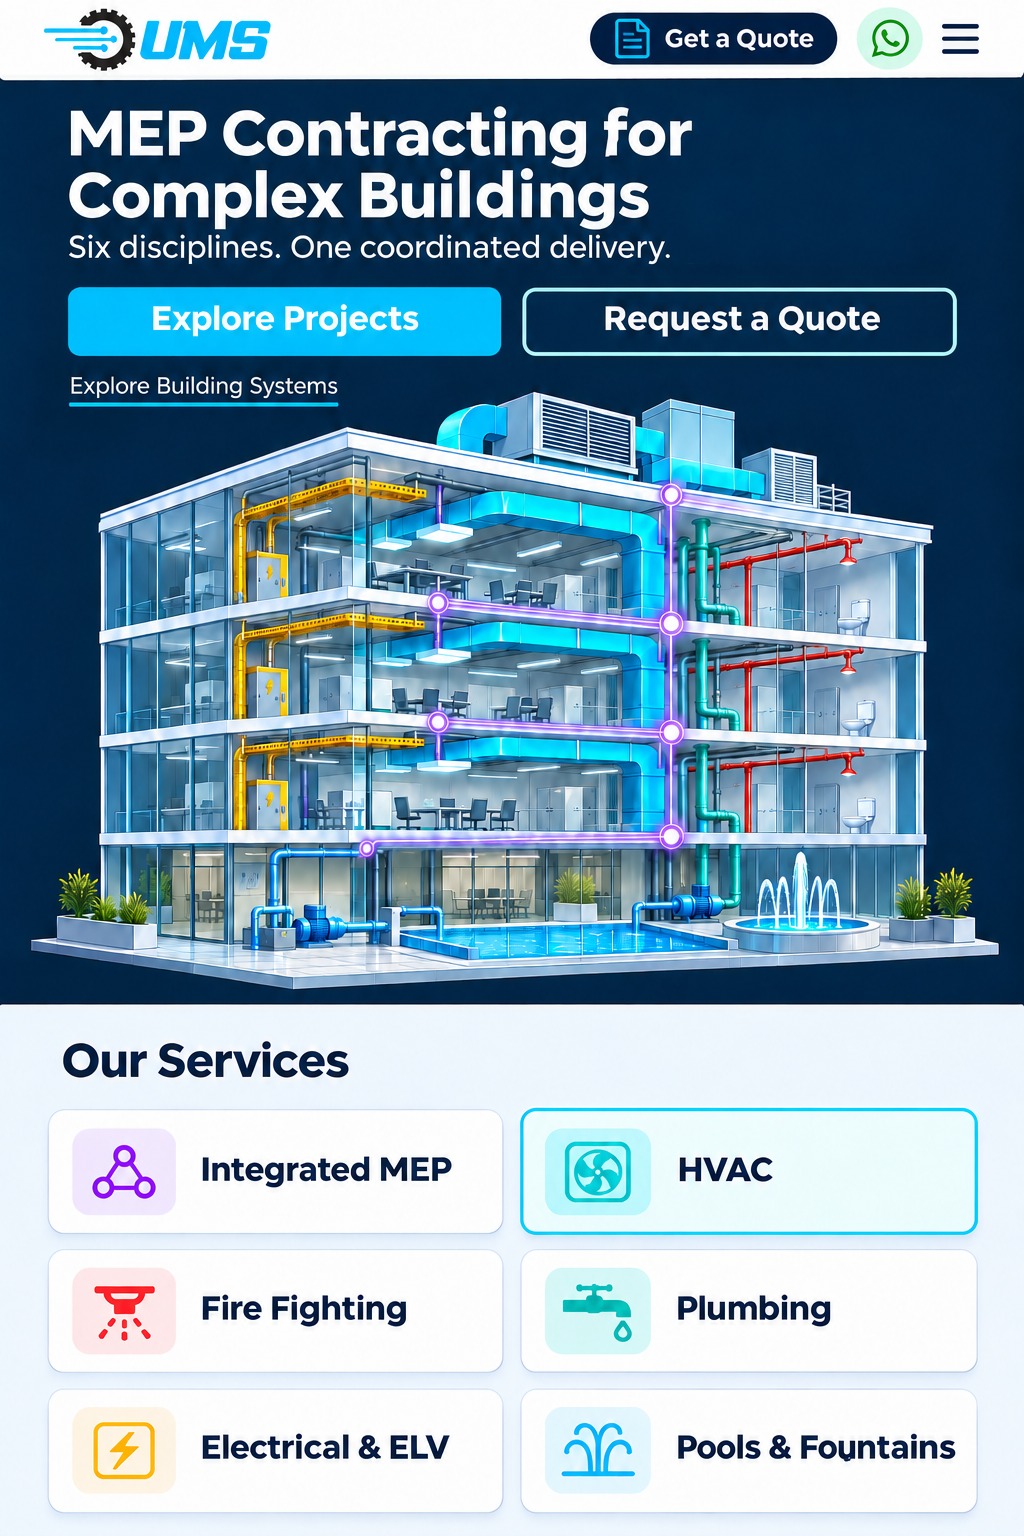 UMS
Get a Quote
MEP Contracting for
Complex Buildings
Six disciplines. One coordinated delivery.
Explore Projects
Request a Quote
Explore Building Systems
Our Services
Integrated MEP
HVAC
Fire Fighting
Plumbing
Electrical & ELV
Pools & Fountains